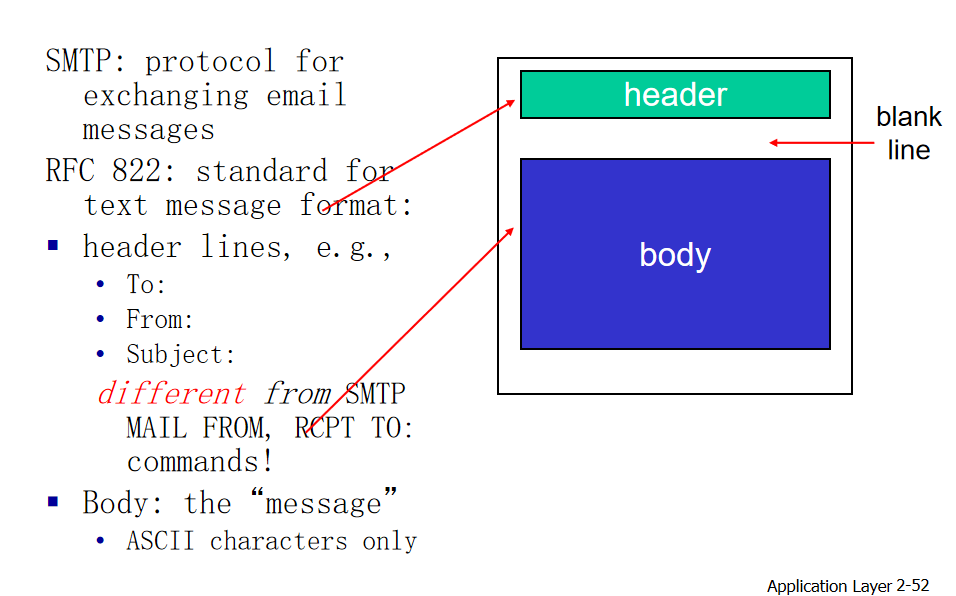 SMTP: protocol for
exchanging email
messages
RFC 822: standard for
text message format:
▪ header lines, e.g.,
• To:
• From:
• Subject:
different from SMTP
MAIL FROM, RCPT TO:
commands!
▪ Body: the “message”
• ASCII characters only
header
blank
line
body
Application Layer 2-52